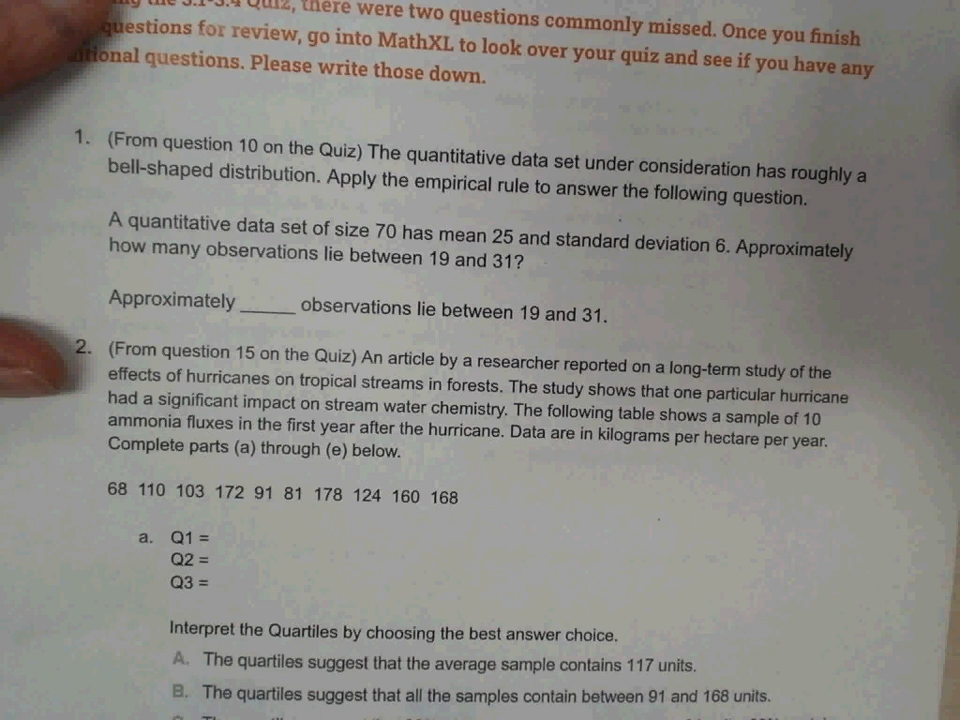 the 3.1-3.4 Quiz, there were two questions commonly missed. Once you finish
questions for review, go into MathXL to look over your quiz and see if you have any
questions. Please write those down.
1. (From question 10 on the Quiz) The quantitative data set under consideration has roughly a
bell-shaped distribution. Apply the empirical rule to answer the following question.
A quantitative data set of size 70 has mean 25 and standard deviation 6. Approximately
how many observations lie between 19 and 31?
Approximately ______ observations lie between 19 and 31.
2. (From question 15 on the Quiz) An article by a researcher reported on a long-term study of the
effects of hurricanes on tropical streams in forests. The study shows that one particular hurricane
had a significant impact on stream water chemistry. The following table shows a sample of 10
ammonia fluxes in the first year after the hurricane. Data are in kilograms per hectare per year.
Complete parts (a) through (e) below.
68 110 103 172 91 81 178 124 160 168
a. Q1 =
Q2 =
Q3 =
Interpret the Quartiles by choosing the best answer choice.
A. The quartiles suggest that the average sample contains 117 units.
B. The quartiles suggest that all the samples contain between 91 and 168 units.